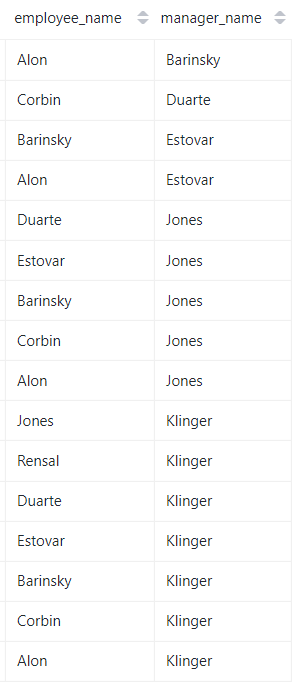 employee_name manager_name
Alon Barinsky
Corbin Duarte
Barinsky Estovar
Alon Estovar
Duarte Jones
Estovar Jones
Barinsky Jones
Corbin Jones
Alon Jones
Jones Klinger
Rensal Klinger
Duarte Klinger
Estovar Klinger
Barinsky Klinger
Corbin Klinger
Alon Klinger